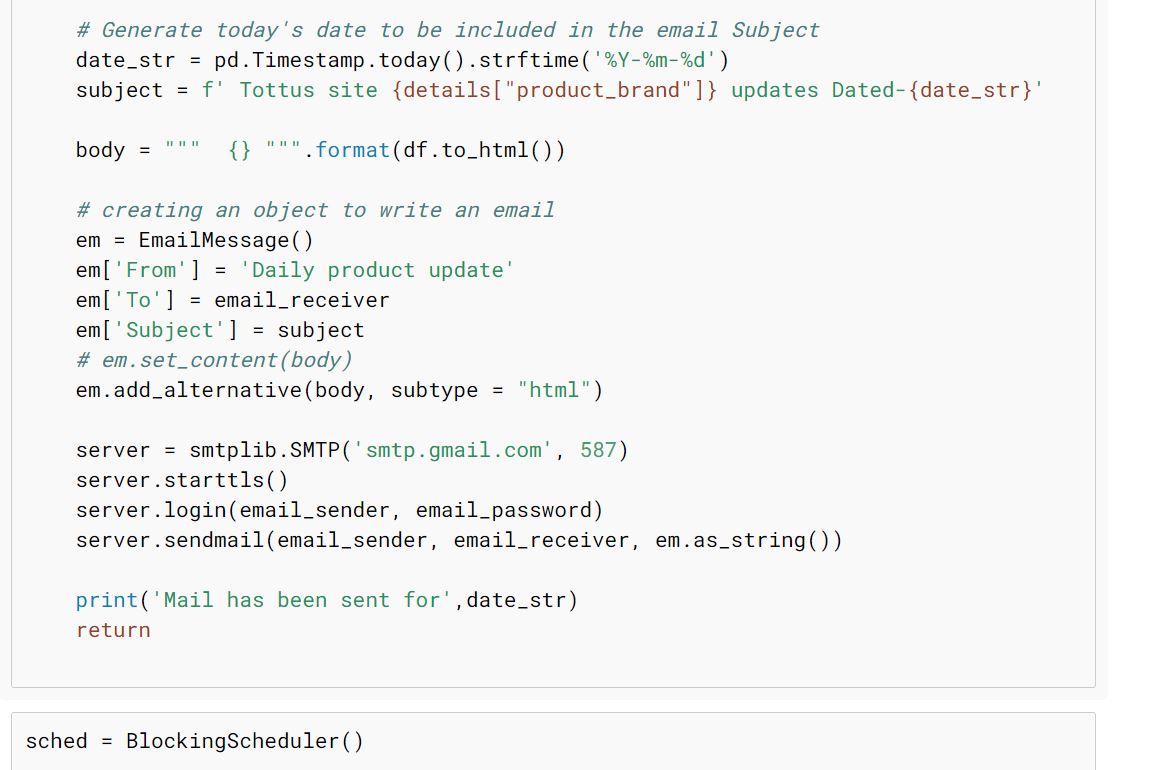 # Generate today's date to be included in the email Subject
date_str = pd.Timestamp.today().strftime('%Y-%m-%d')
subject = f' Tottus site {details["product_brand"]} updates Dated-{date_str}'
body = """  {} """.format(df.to_html())
# creating an object to write an email
em = EmailMessage()
em['From'] = 'Daily product update'
em['To'] = email_receiver
em['Subject'] = subject
# em.set_content(body)
em.add_alternative(body, subtype = "html")
server = smtplib.SMTP('smtp.gmail.com', 587)
server.starttls()
server.login(email_sender, email_password)
server.sendmail(email_sender, email_receiver, em.as_string())
print('Mail has been sent for',date_str)
return
sched = BlockingScheduler()